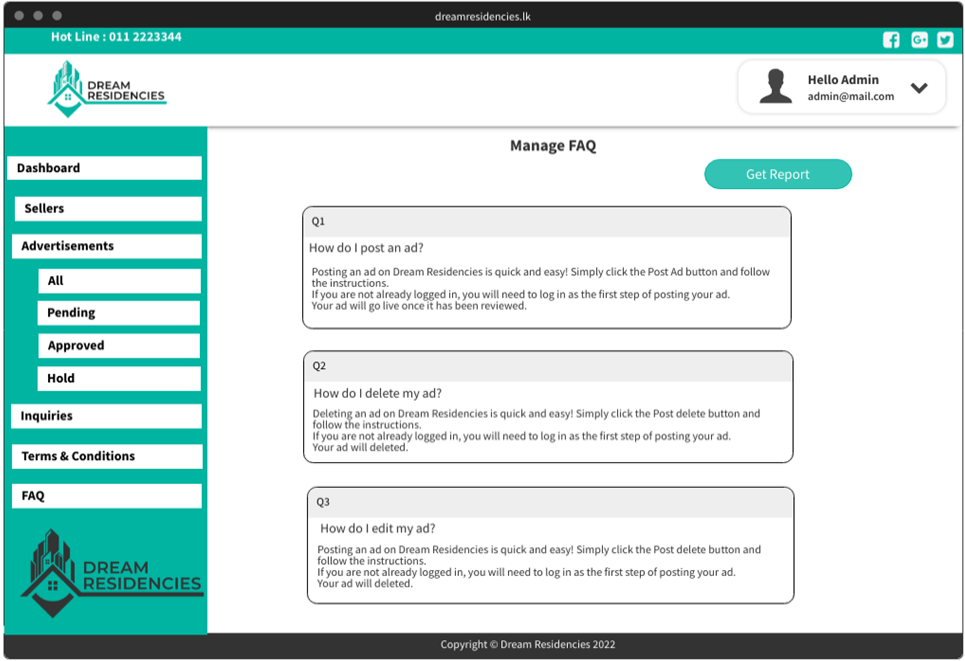 dreamresidencies.lk
Hot Line : 011 2223344
G+
DREAM
RESIDENCIES
Hello Admin
admin@mail.com
Dashboard
Sellers
Advertisements
All
Pending
Approved
Hold
Inquiries
Terms & Conditions
FAQ
DREAM
RESIDENCIES
Manage FAQ
Get Report
Q1
How do I post an ad?
Posting an ad on Dream Residencies is quick and easy! Simply click the Post Ad button and follow
the instructions.
If you are not already logged in, you will need to log in as the first step of posting your ad.
Your ad will go live once it has been reviewed.
Q2
How do I delete my ad?
Deleting an ad on Dream Residencies is quick and easy! Simply click the Post delete button and
follow the instructions.
If you are not already logged in, you will need to log in as the first step of posting your ad.
Your ad will deleted.
Q3
How do I edit my ad?
Posting an ad on Dream Residencies is quick and easy! Simply click the Post delete button and
follow the instructions.
If you are not already logged in, you will need to log in as the first step of posting your ad.
Your ad will deleted.
Copyright © Dream Residencies 2022